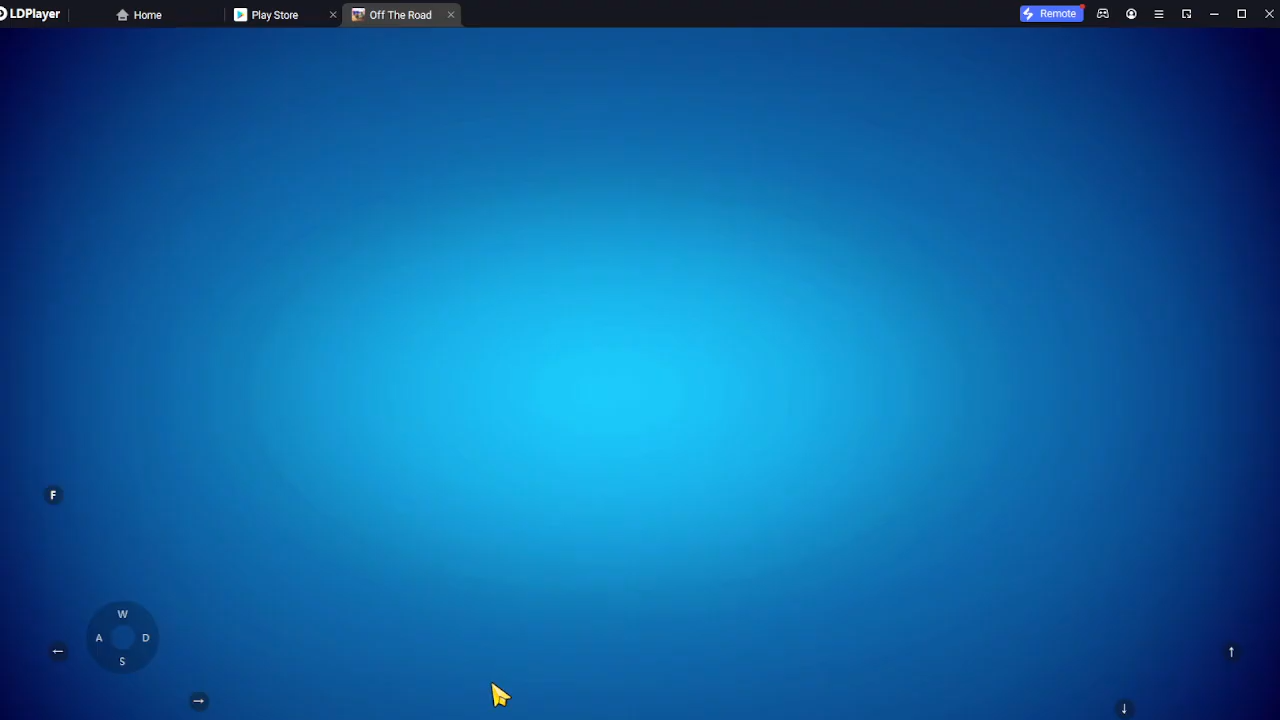 LDPlayer
Home
Play Store
Off The Road
Remote
F
W
A
D
S
←
→
↑
↓